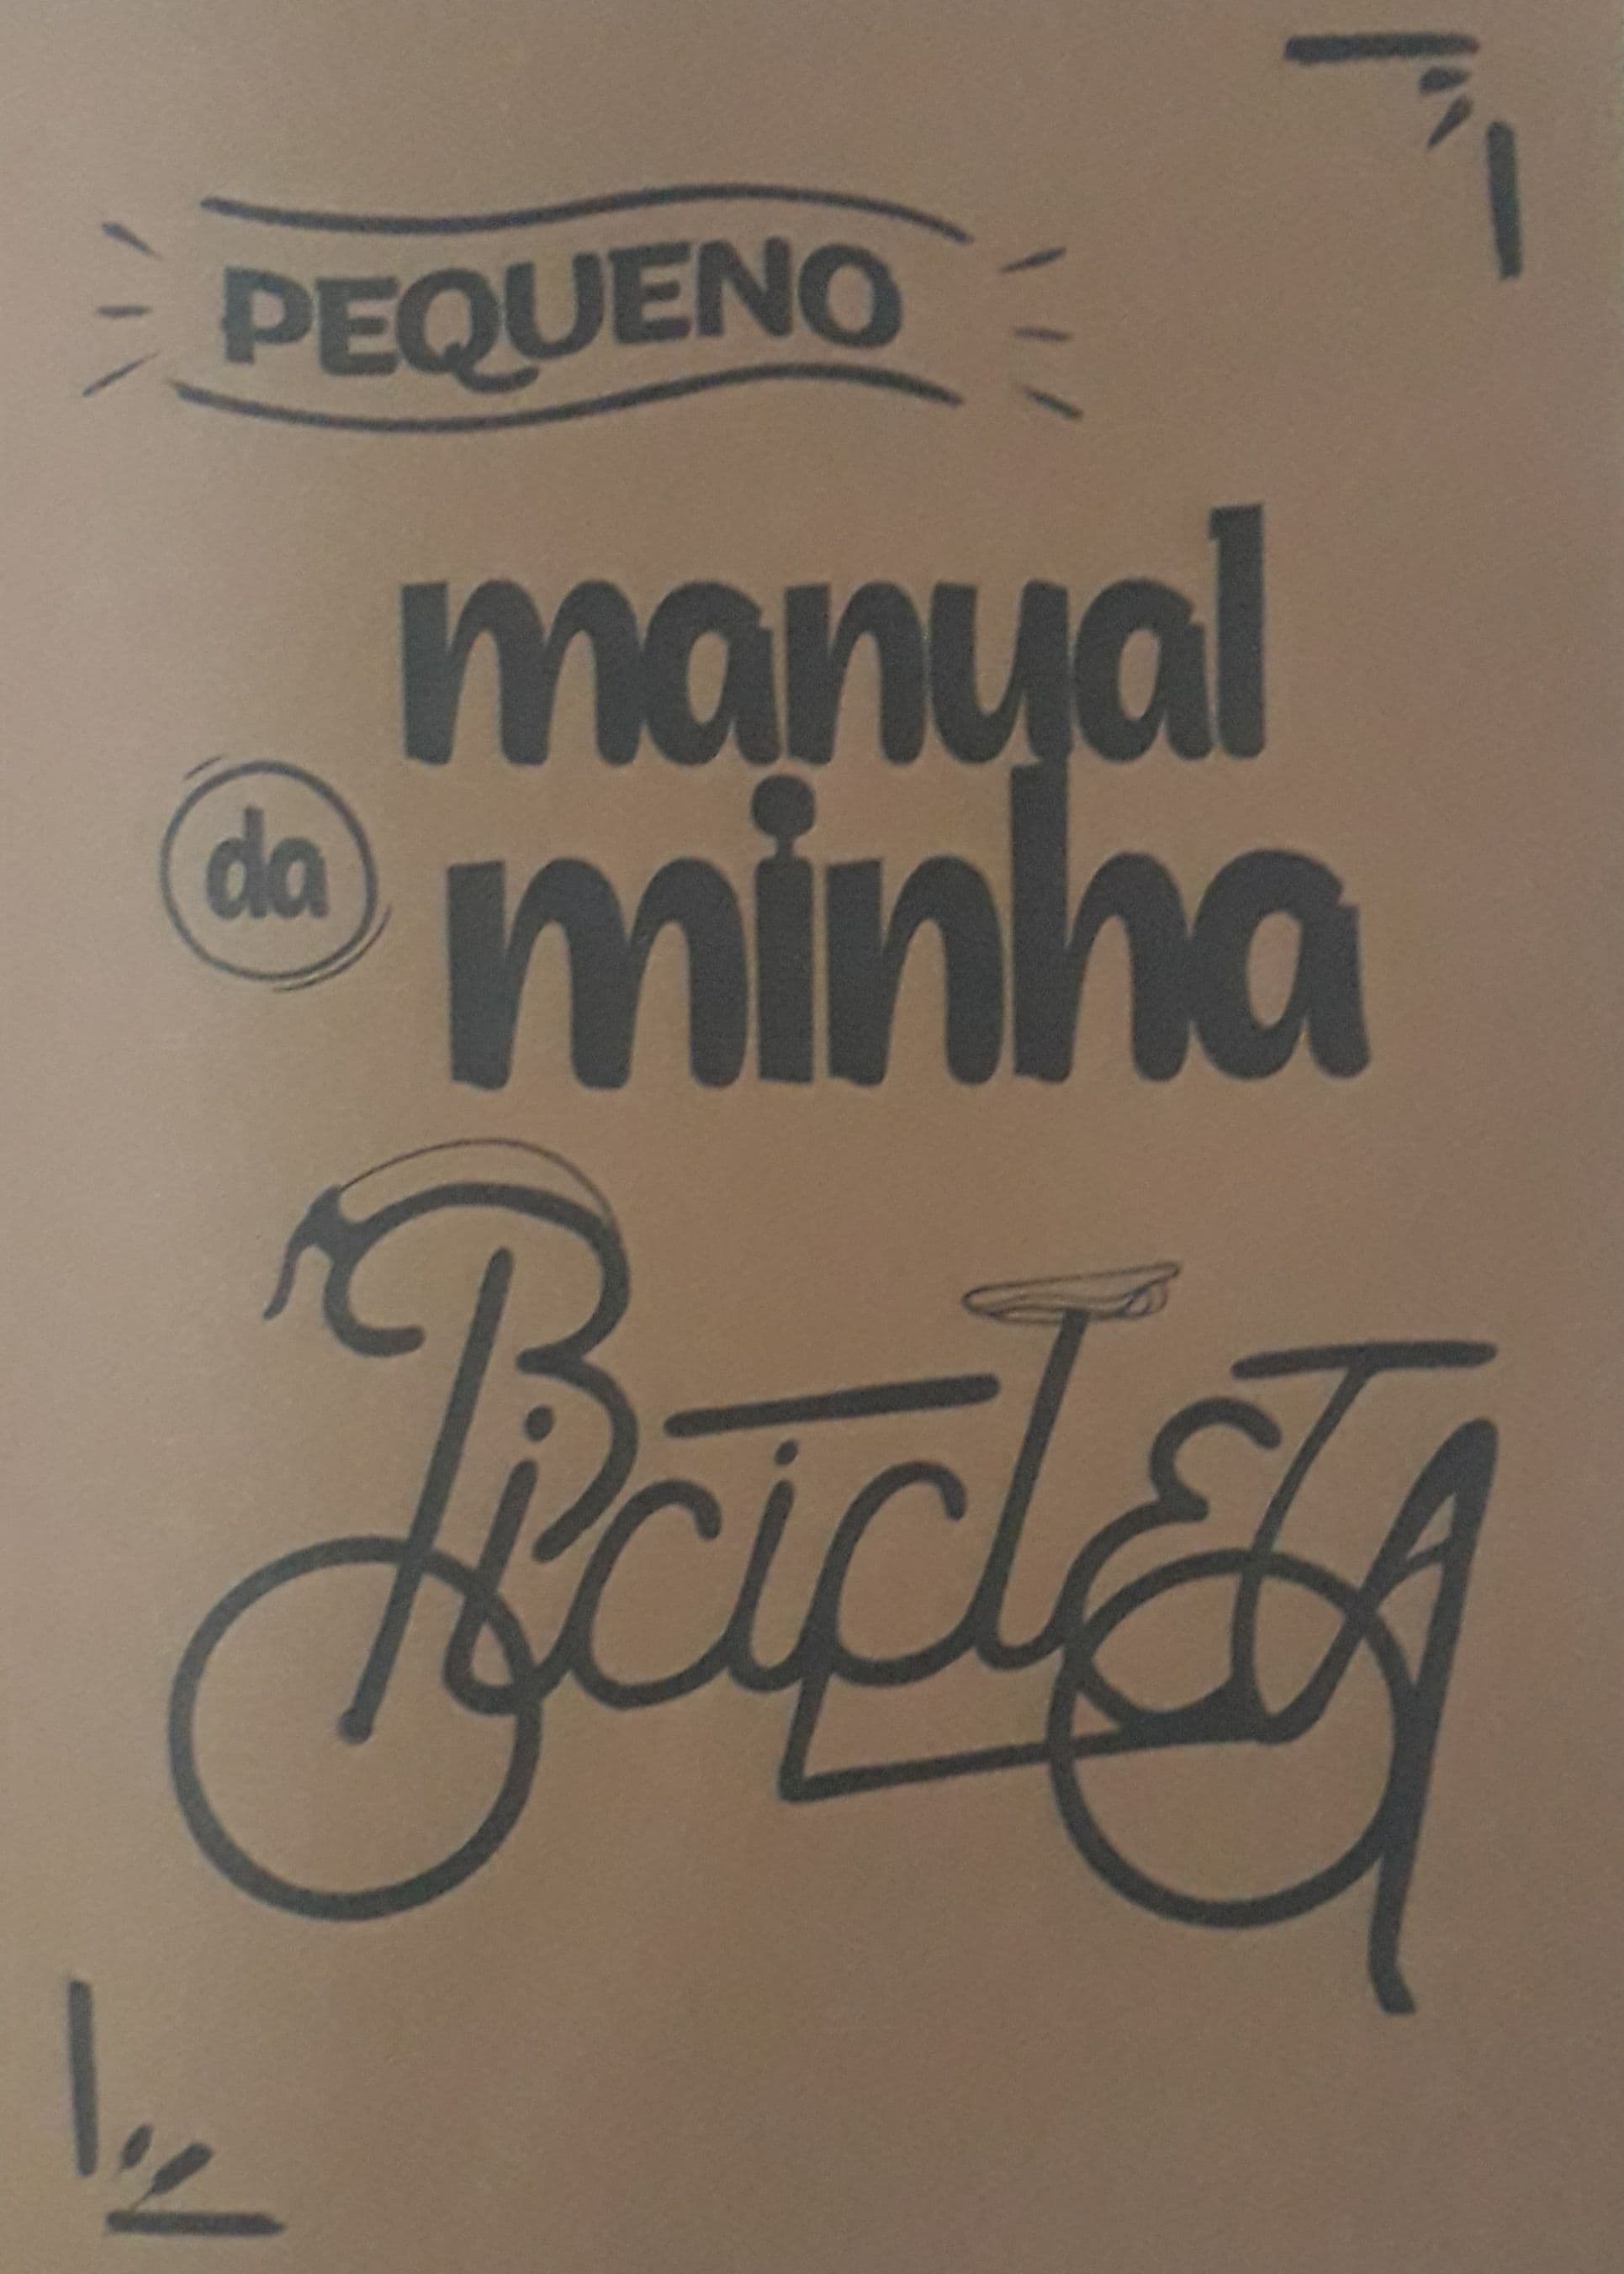 PEQUENO
manual
da minha
BicicLETA